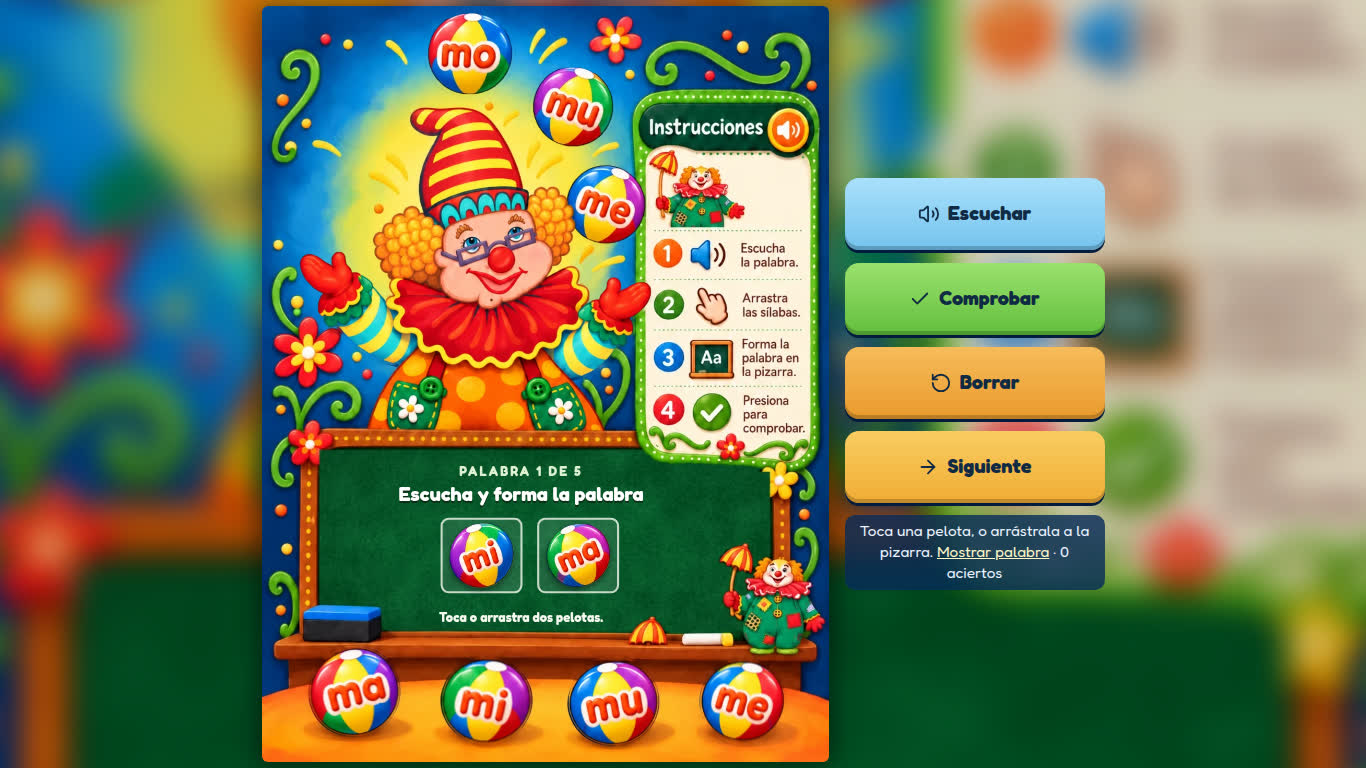 mo
mu
me
Instrucciones
1 Escucha
la palabra.
2 Arrastra
las sílabas.
3 Aa Forma la
palabra en
la pizarra.
4 Presiona
para
comprobar.
PALABRA 1 DE 5
Escucha y forma la palabra
mi ma
Toca o arrastra dos pelotas.
ma mi mu me
Escuchar
Comprobar
Borrar
Siguiente
Toca una pelota, o arrástrala a la
pizarra. Mostrar palabra · 0
aciertos